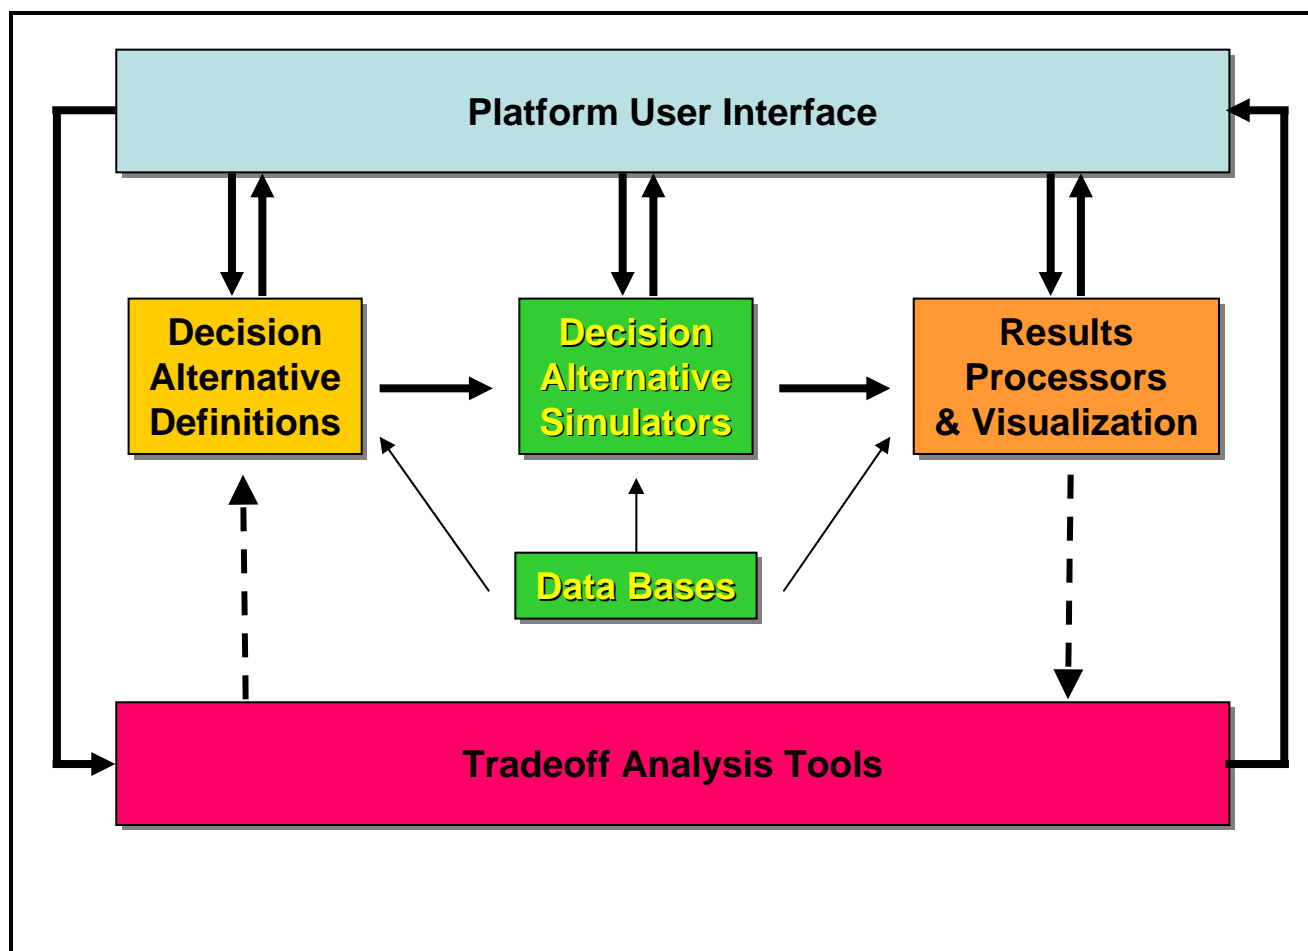 Platform User Interface
Decision
Alternative
Definitions
Decision
Alternative
Simulators
Results
Processors
& Visualization
Data Bases
Tradeoff Analysis Tools